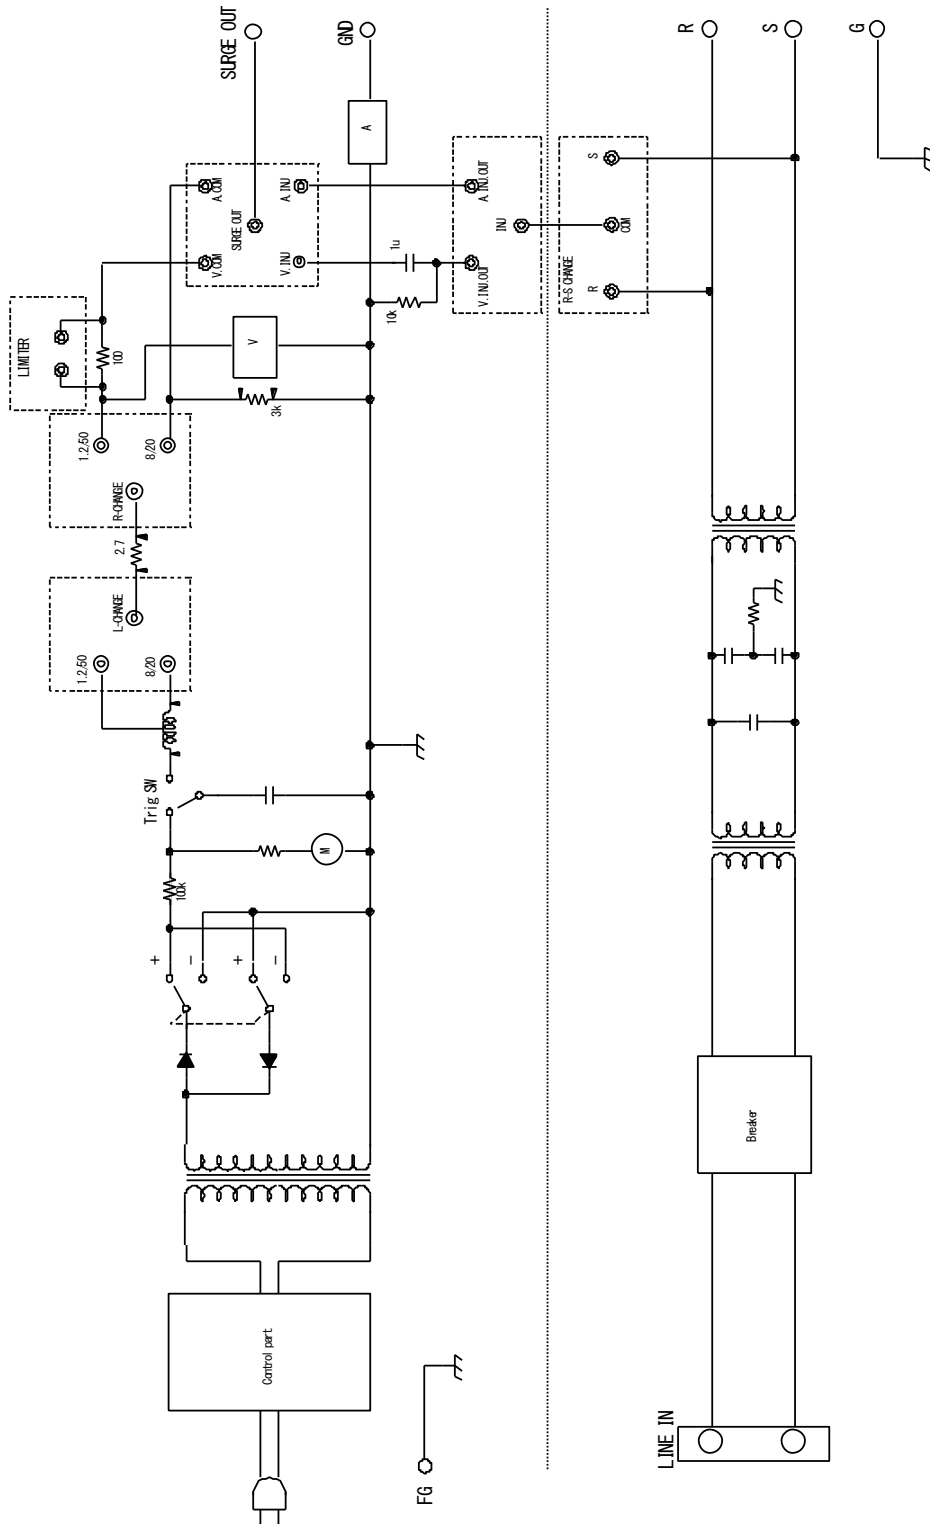 SURGE OUT
GND
A
A.COM
A.INJ
SURGE OUT
V.COM
V.INJ
1u
10k
A.INJ.OUT
INJ
V.INJ.OUT
S
COM
R
R-S CHANGE
R
S
G
LIMITER
100
V
3k
1.2/50
8/20
R-CHANGE
2.7
L-CHANGE
1.2/50
8/20
Trig SW
M
100k
+
-
+
-
Control part
FG
Breaker
LINE IN